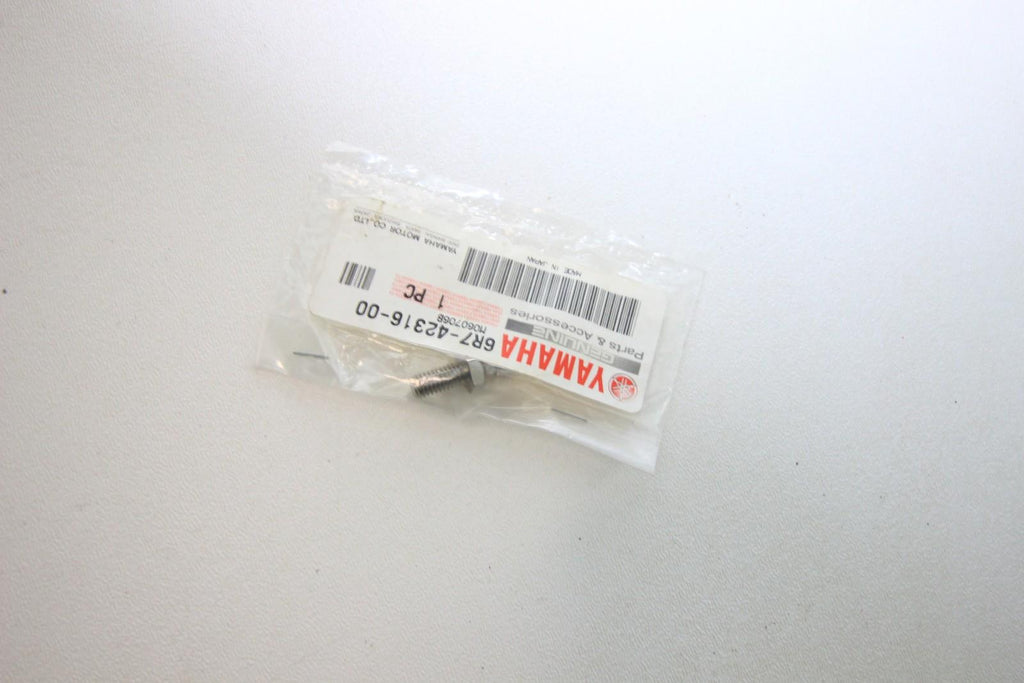 YAMAHA
GENUINE
Parts & Accessories
6R7-42316-00
M0607068
1 PC
MADE IN JAPAN
YAMAHA MOTOR CO.,LTD